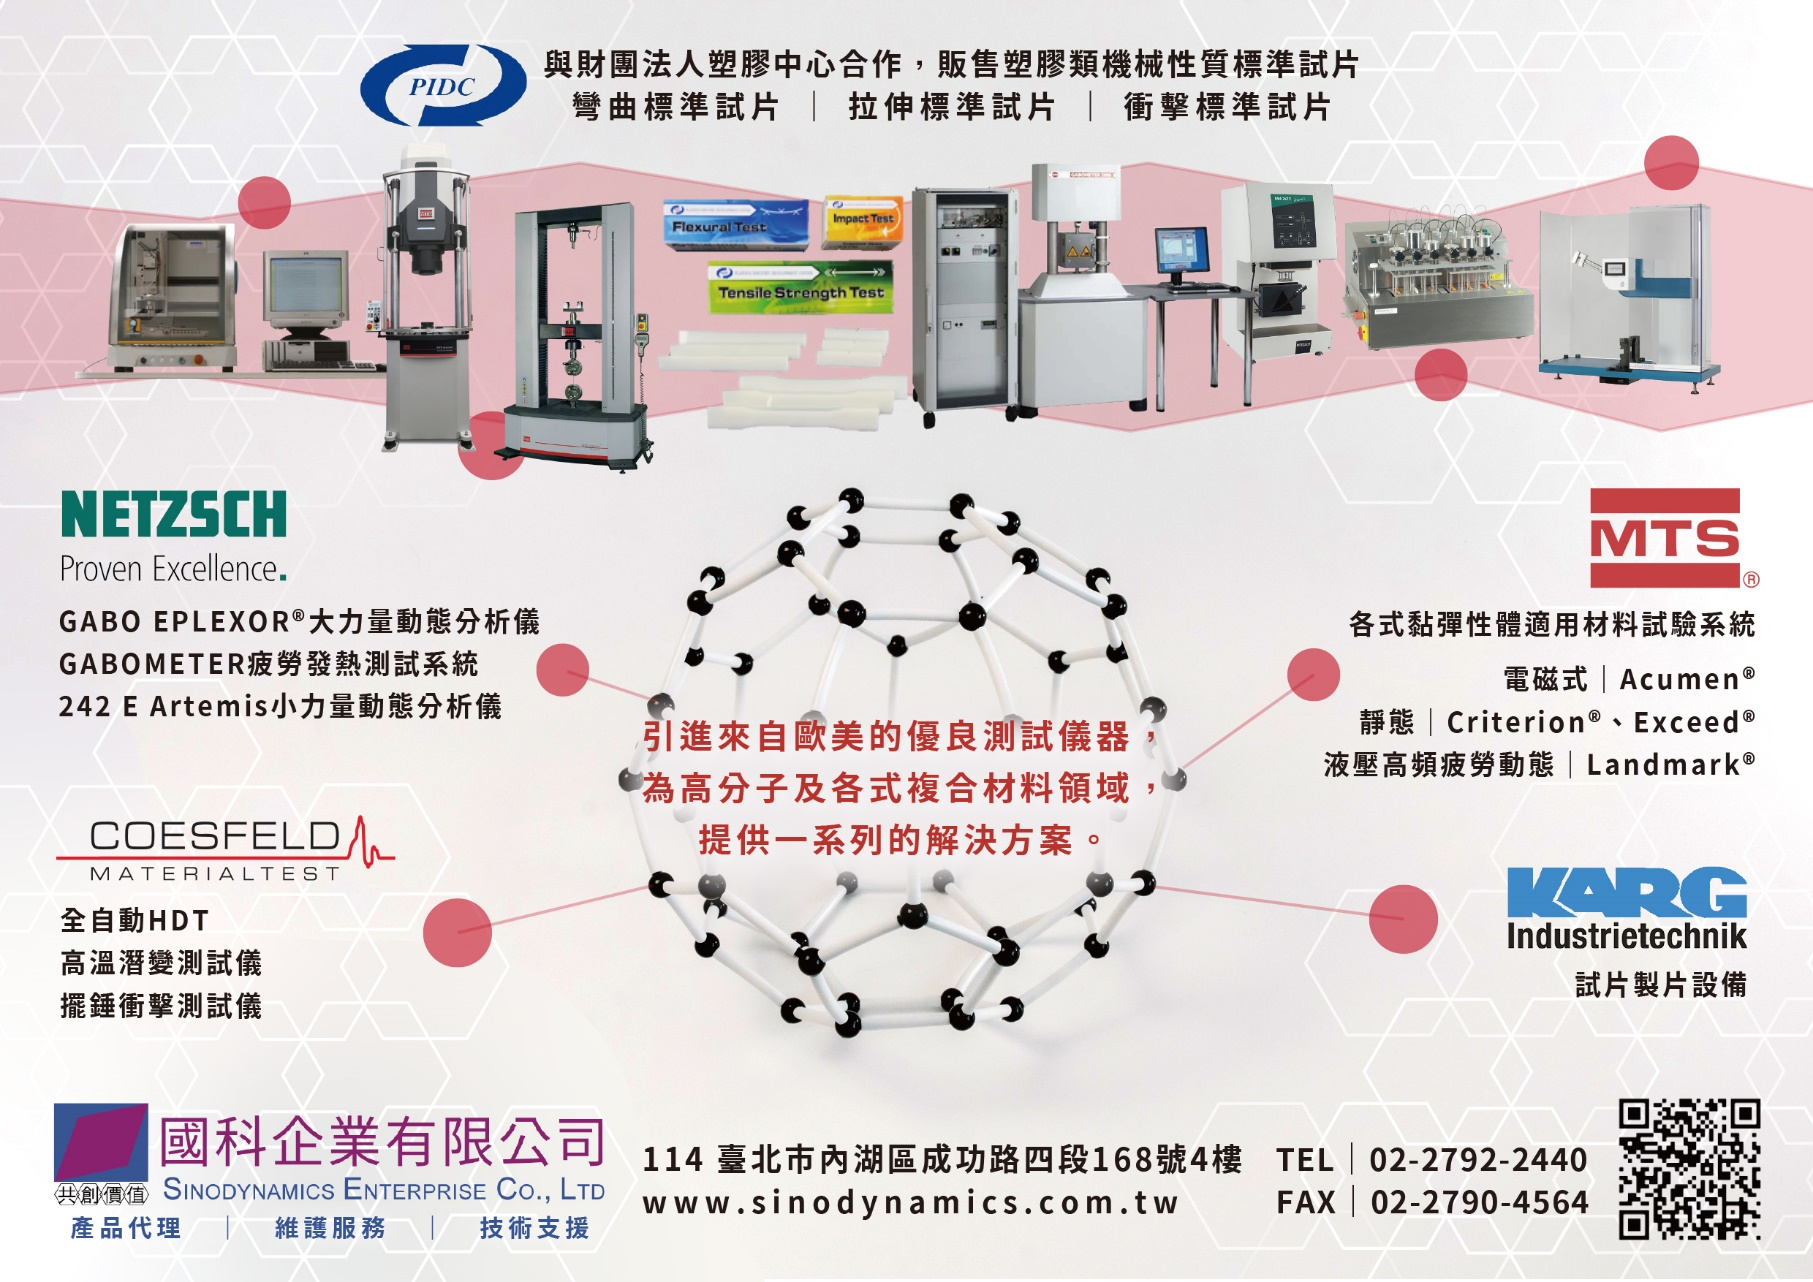 PIDC
與財團法人塑膠中心合作，販售塑膠類機械性質標準試片
彎曲標準試片｜拉伸標準試片｜衝擊標準試片
Flexural Test
Impact Test
Tensile Strength Test
NETZSCH
Proven Excellence.
GABO EPLEXOR®大力量動態分析儀
GABOMETER疲勞發熱測試系統
242 E Artemis小力量動態分析儀
MTS®
各式黏彈性體適用材料試驗系統
電磁式｜Acumen®
靜態｜Criterion®、Exceed®
液壓高頻疲勞動態｜Landmark®
引進來自歐美的優良測試儀器，
為高分子及各式複合材料領域，
提供一系列的解決方案。
COESFELD
MATERIALTEST
全自動HDT
高溫潛變測試儀
擺錘衝擊測試儀
KARG
Industrietechnik
試片製片設備
國科企業有限公司
共創價值
SINODYNAMICS ENTERPRISE CO., LTD
產品代理｜維護服務｜技術支援
114 臺北市內湖區成功路四段168號4樓
www.sinodynamics.com.tw
TEL｜02-2792-2440
FAX｜02-2790-4564